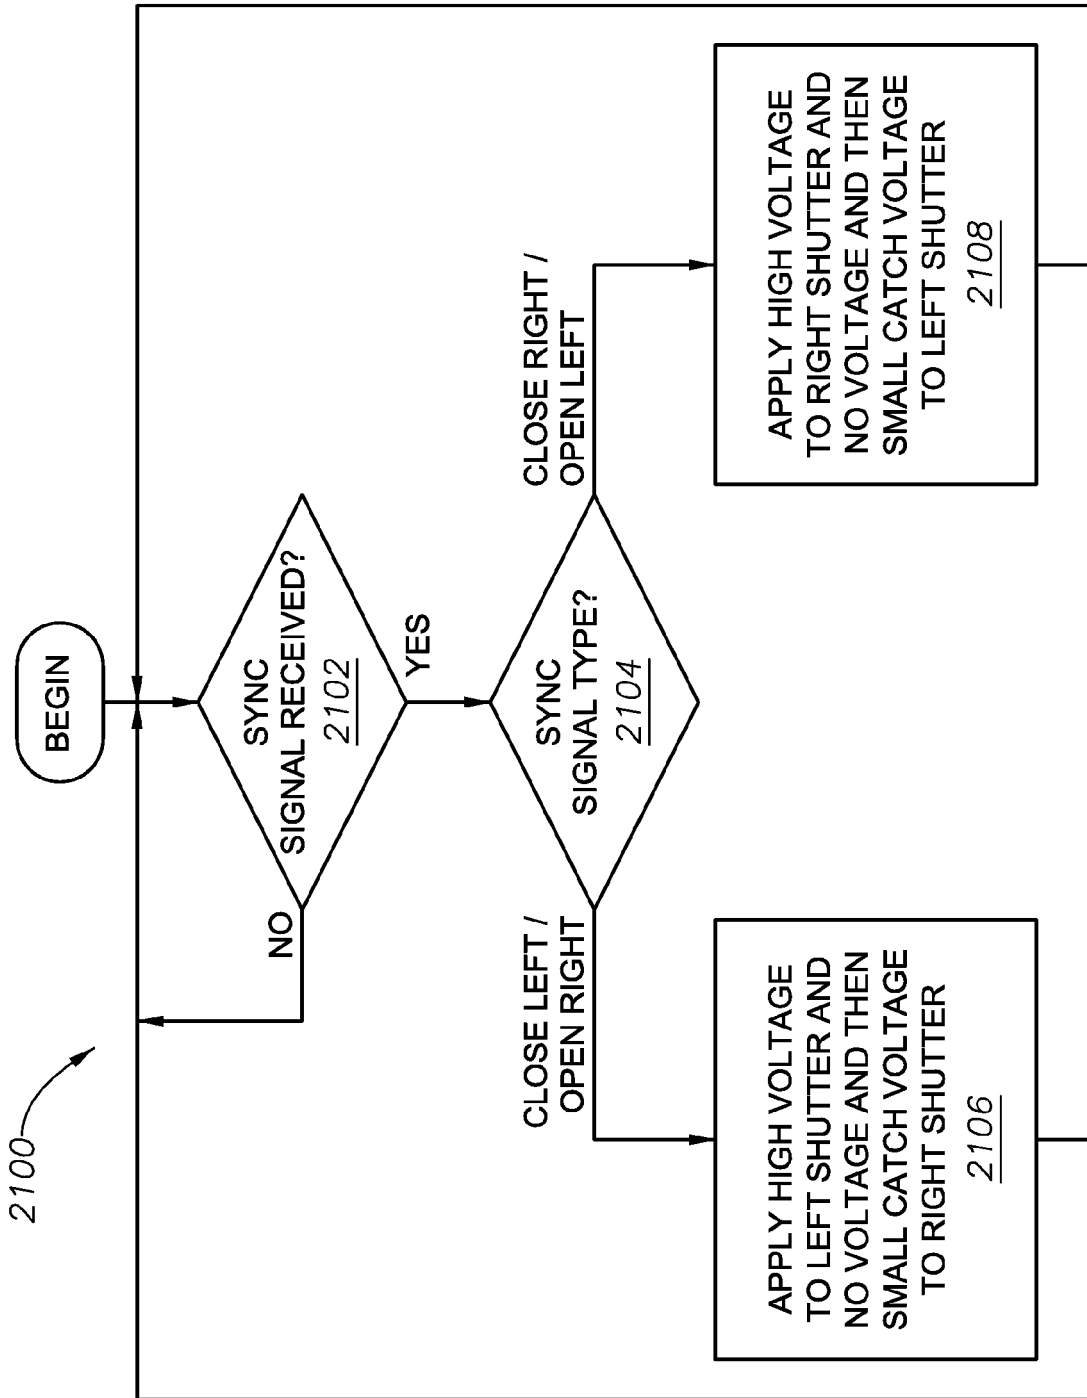 2100
BEGIN
SYNC
SIGNAL RECEIVED?
2102
NO
YES
SYNC
SIGNAL TYPE?
2104
CLOSE LEFT /
OPEN RIGHT
CLOSE RIGHT /
OPEN LEFT
APPLY HIGH VOLTAGE
TO LEFT SHUTTER AND
NO VOLTAGE AND THEN
SMALL CATCH VOLTAGE
TO RIGHT SHUTTER
2106
APPLY HIGH VOLTAGE
TO RIGHT SHUTTER AND
NO VOLTAGE AND THEN
SMALL CATCH VOLTAGE
TO LEFT SHUTTER
2108